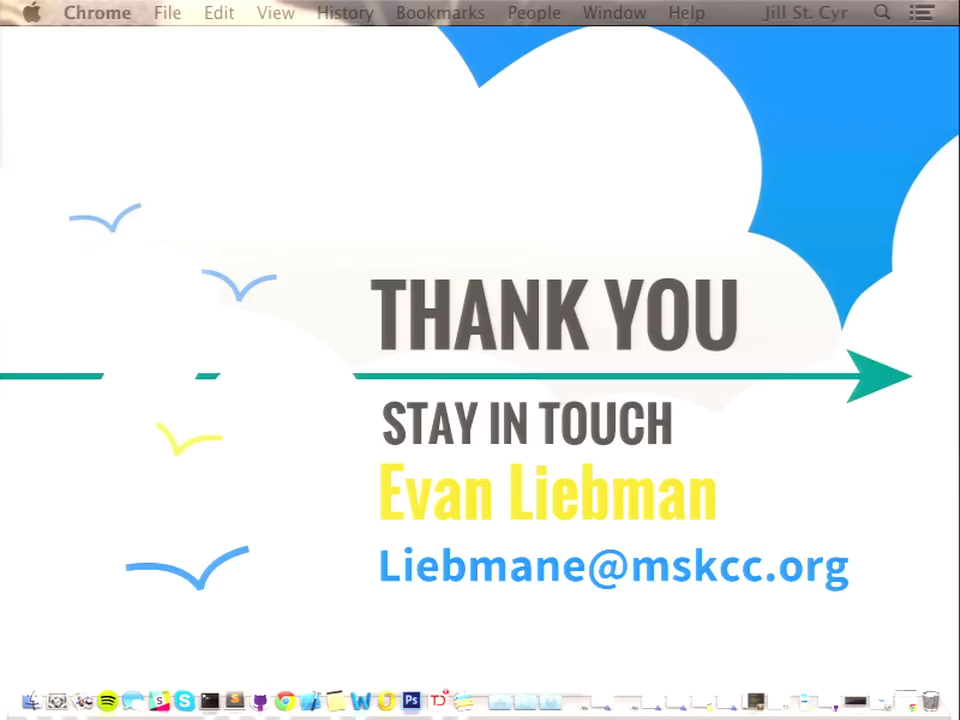 Chrome File Edit View History Bookmarks People Window Help Jill St. Cyr
THANK YOU
STAY IN TOUCH
Evan Liebman
Liebmane@mskcc.org